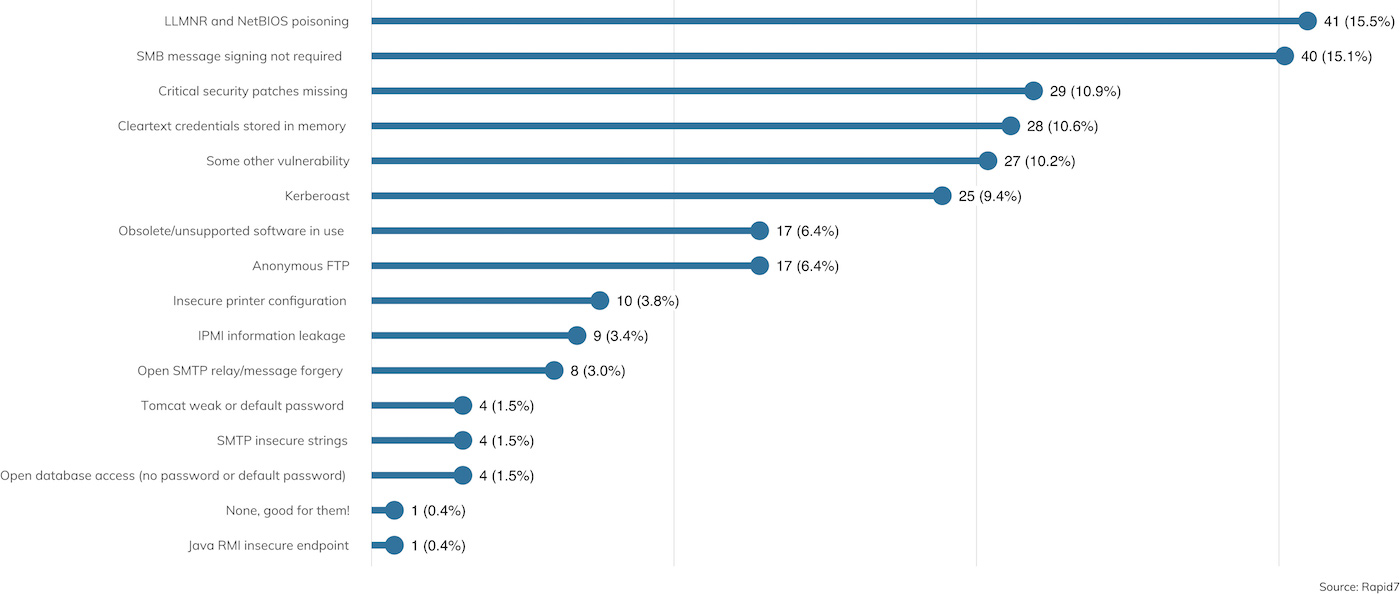 LLMNR and NetBIOS poisoning 41 (15.5%)
SMB message signing not required 40 (15.1%)
Critical security patches missing 29 (10.9%)
Cleartext credentials stored in memory 28 (10.6%)
Some other vulnerability 27 (10.2%)
Kerberoast 25 (9.4%)
Obsolete/unsupported software in use 17 (6.4%)
Anonymous FTP 17 (6.4%)
Insecure printer configuration 10 (3.8%)
IPMI information leakage 9 (3.4%)
Open SMTP relay/message forgery 8 (3.0%)
Tomcat weak or default password 4 (1.5%)
SMTP insecure strings 4 (1.5%)
Open database access (no password or default password) 4 (1.5%)
None, good for them! 1 (0.4%)
Java RMI insecure endpoint 1 (0.4%)
Source: Rapid7